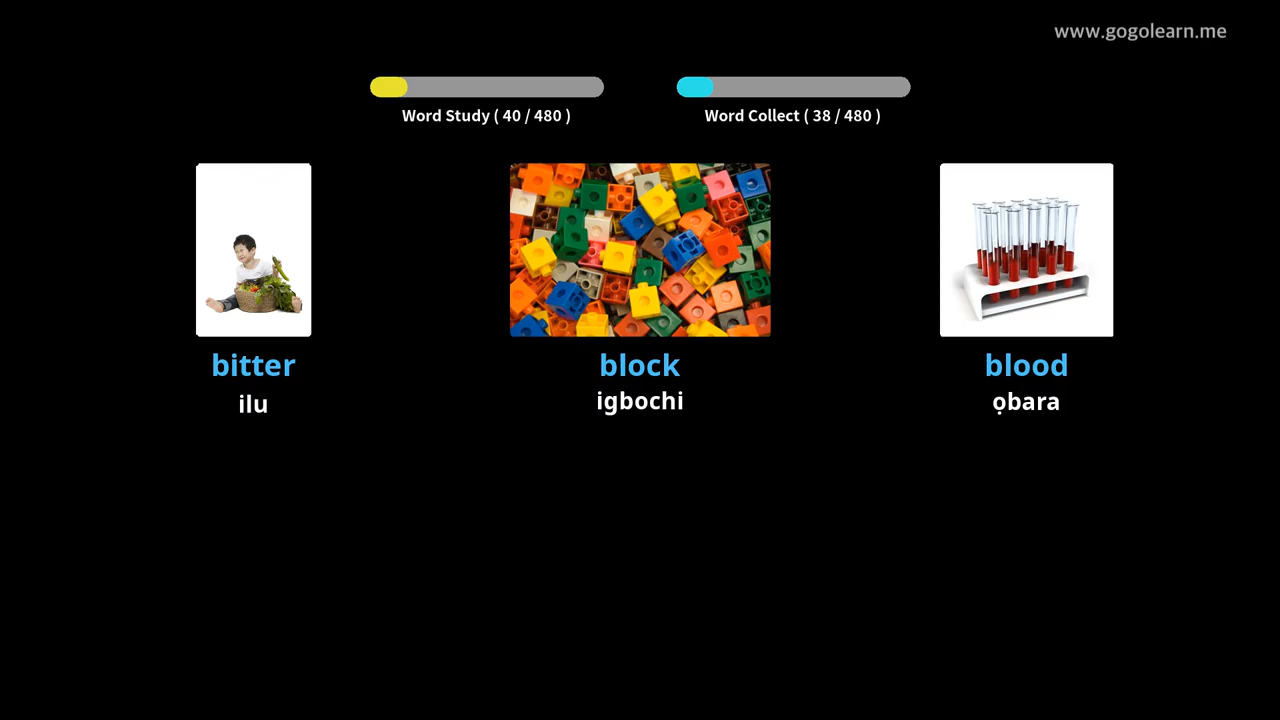 www.gogolearn.me
Word Study ( 40 / 480 )
Word Collect ( 38 / 480 )
bitter
ilu
block
igbochi
blood
ọbara